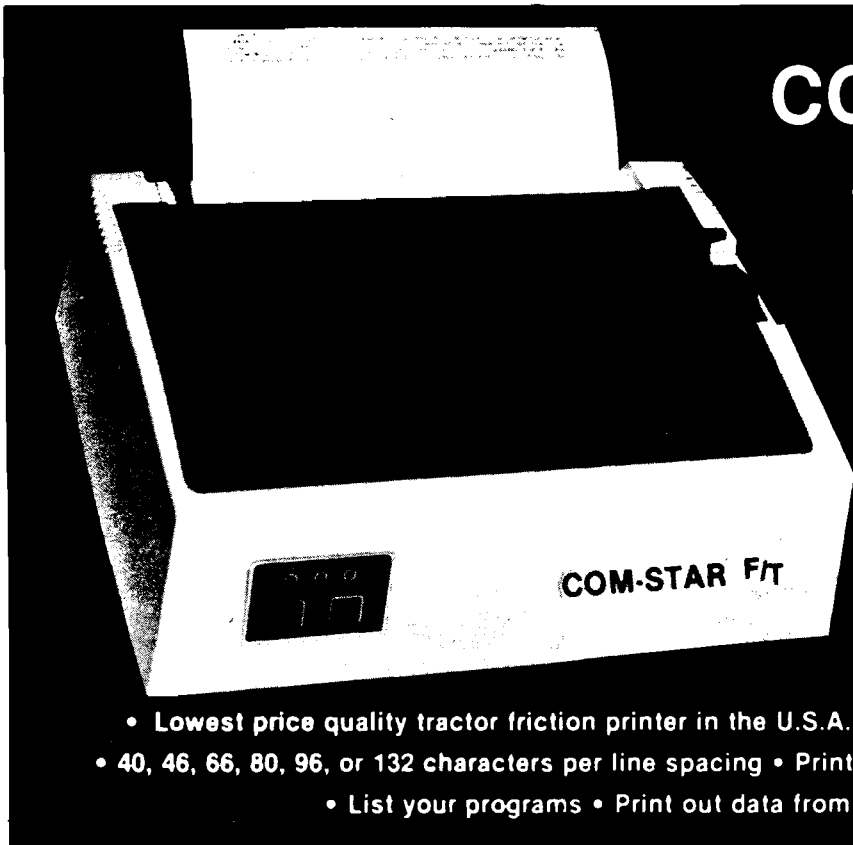 CO
COM-STAR F/T
• Lowest price quality tractor friction printer in the U.S.A.
• 40, 46, 66, 80, 96, or 132 characters per line spacing • Print
• List your programs • Print out data from